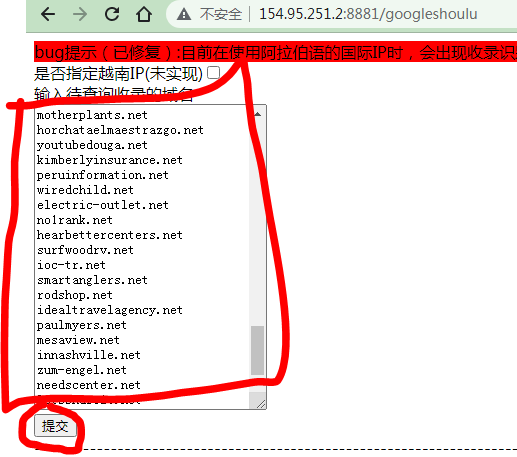 不安全 154.95.251.2:8881/googleshoulu
bug提示（已修复）:目前在使用阿拉伯语的国际IP时，会出现收录识
是否指定越南IP(未实现)
输入待查询收录的域名
motherplants.net
horchataelmaestrazgo.net
youtubedouga.net
kimberlyinsurance.net
peruinformation.net
wiredchild.net
electric-outlet.net
no1rank.net
hearbettercenters.net
surfwoodrv.net
ioc-tr.net
smartanglers.net
rodshop.net
idealtravelagency.net
paulmyers.net
mesaview.net
innashville.net
zum-engel.net
needscenter.net
提交